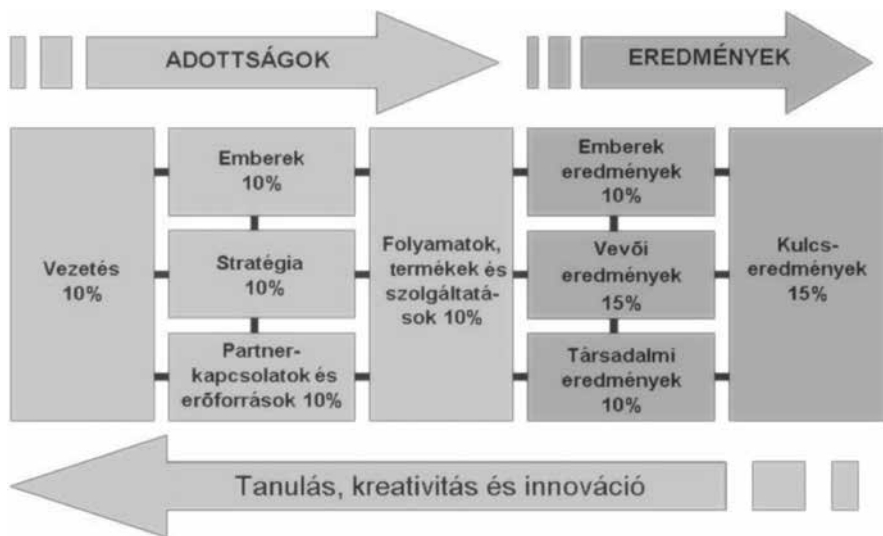 ADOTTSÁGOK
EREDMÉNYEK
Vezetés
10%
Emberek
10%
Stratégia
10%
Partner-
kapcsolatok és
erőforrások 10%
Folyamatok,
termékek és
szolgáltatá-
sok 10%
Emberek
eredmények
10%
Vevői
eredmények
15%
Társadalmi
eredmények
10%
Kulcs-
eredmények
15%
Tanulás, kreativitás és innováció